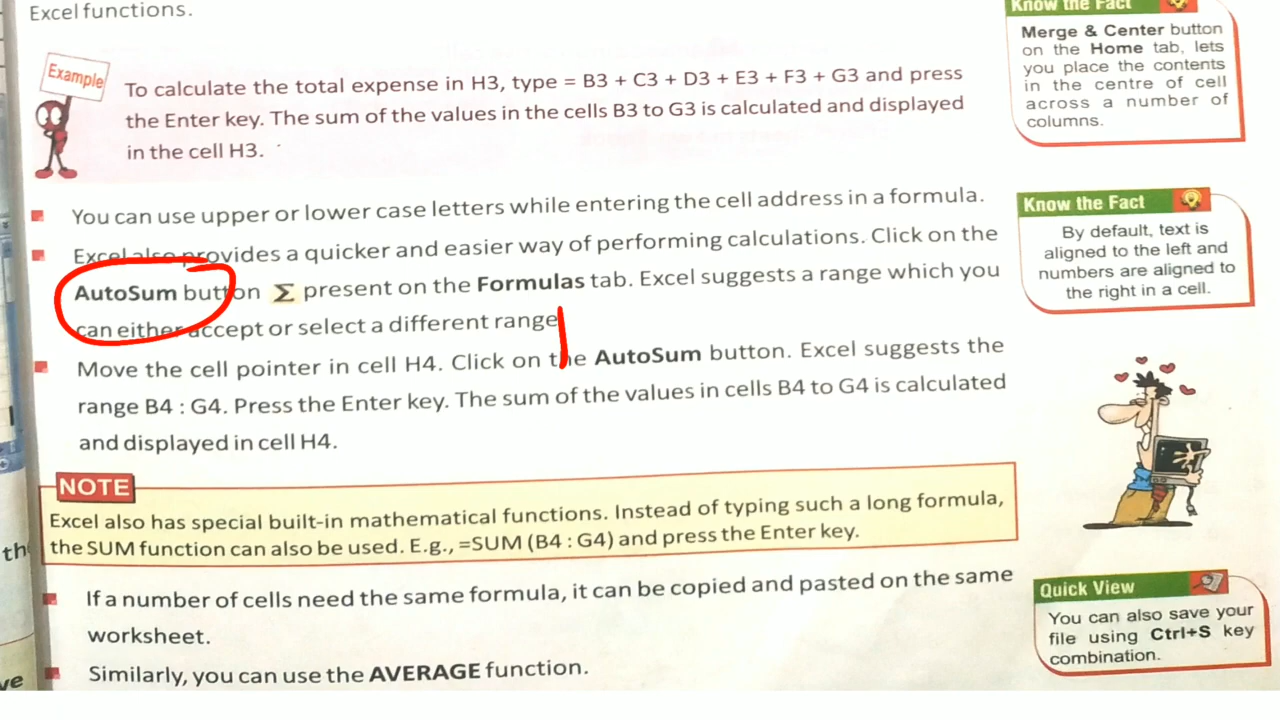 Excel functions.
Example
To calculate the total expense in H3, type = B3 + C3 + D3 + E3 + F3 + G3 and press
the Enter key. The sum of the values in the cells B3 to G3 is calculated and displayed
in the cell H3.
You can use upper or lower case letters while entering the cell address in a formula.
Excel also provides a quicker and easier way of performing calculations. Click on the
AutoSum button Σ present on the Formulas tab. Excel suggests a range which you
can either accept or select a different range
Move the cell pointer in cell H4. Click on the AutoSum button. Excel suggests the
range B4 : G4. Press the Enter key. The sum of the values in cells B4 to G4 is calculated
and displayed in cell H4.
NOTE
Excel also has special built-in mathematical functions. Instead of typing such a long formula,
the SUM function can also be used. E.g., =SUM (B4 : G4) and press the Enter key.
If a number of cells need the same formula, it can be copied and pasted on the same
worksheet.
Similarly, you can use the AVERAGE function.
Know the Fact
Merge & Center button
on the Home tab, lets
you place the contents
in the centre of cell
across a number of
columns.
Know the Fact
By default, text is
aligned to the left and
numbers are aligned to
the right in a cell.
Quick View
You can also save your
file using Ctrl+S key
combination.